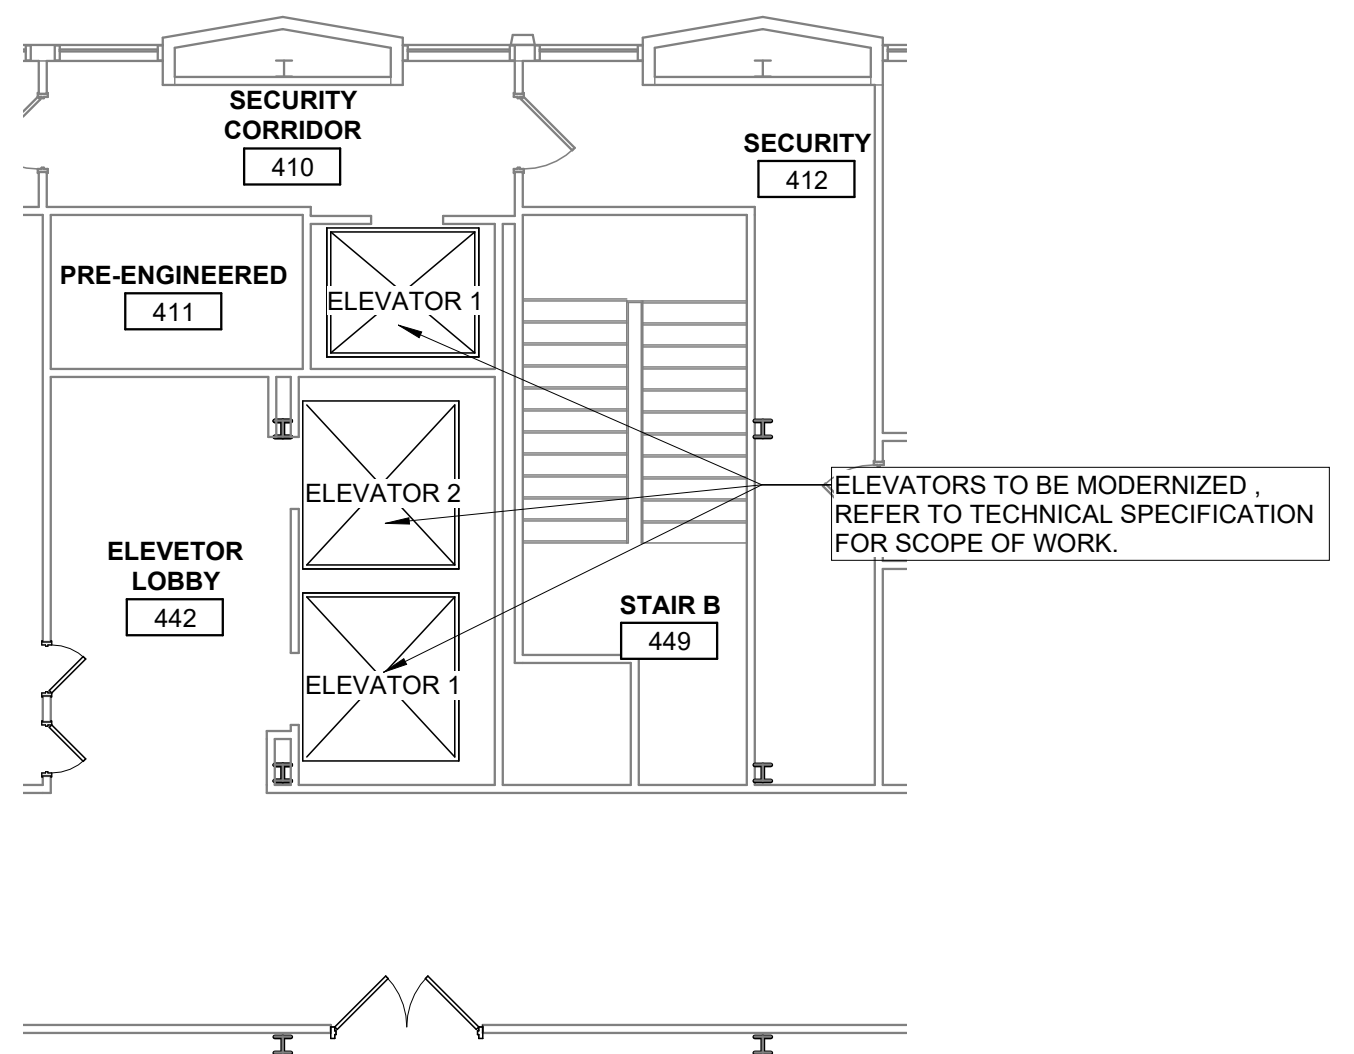 SECURITY
CORRIDOR
410
SECURITY
412
PRE-ENGINEERED
411
ELEVATOR 1
ELEVATOR 2
ELEVATORS TO BE MODERNIZED ,
REFER TO TECHNICAL SPECIFICATION
FOR SCOPE OF WORK.
ELEVETOR
LOBBY
442
STAIR B
449
ELEVATOR 1